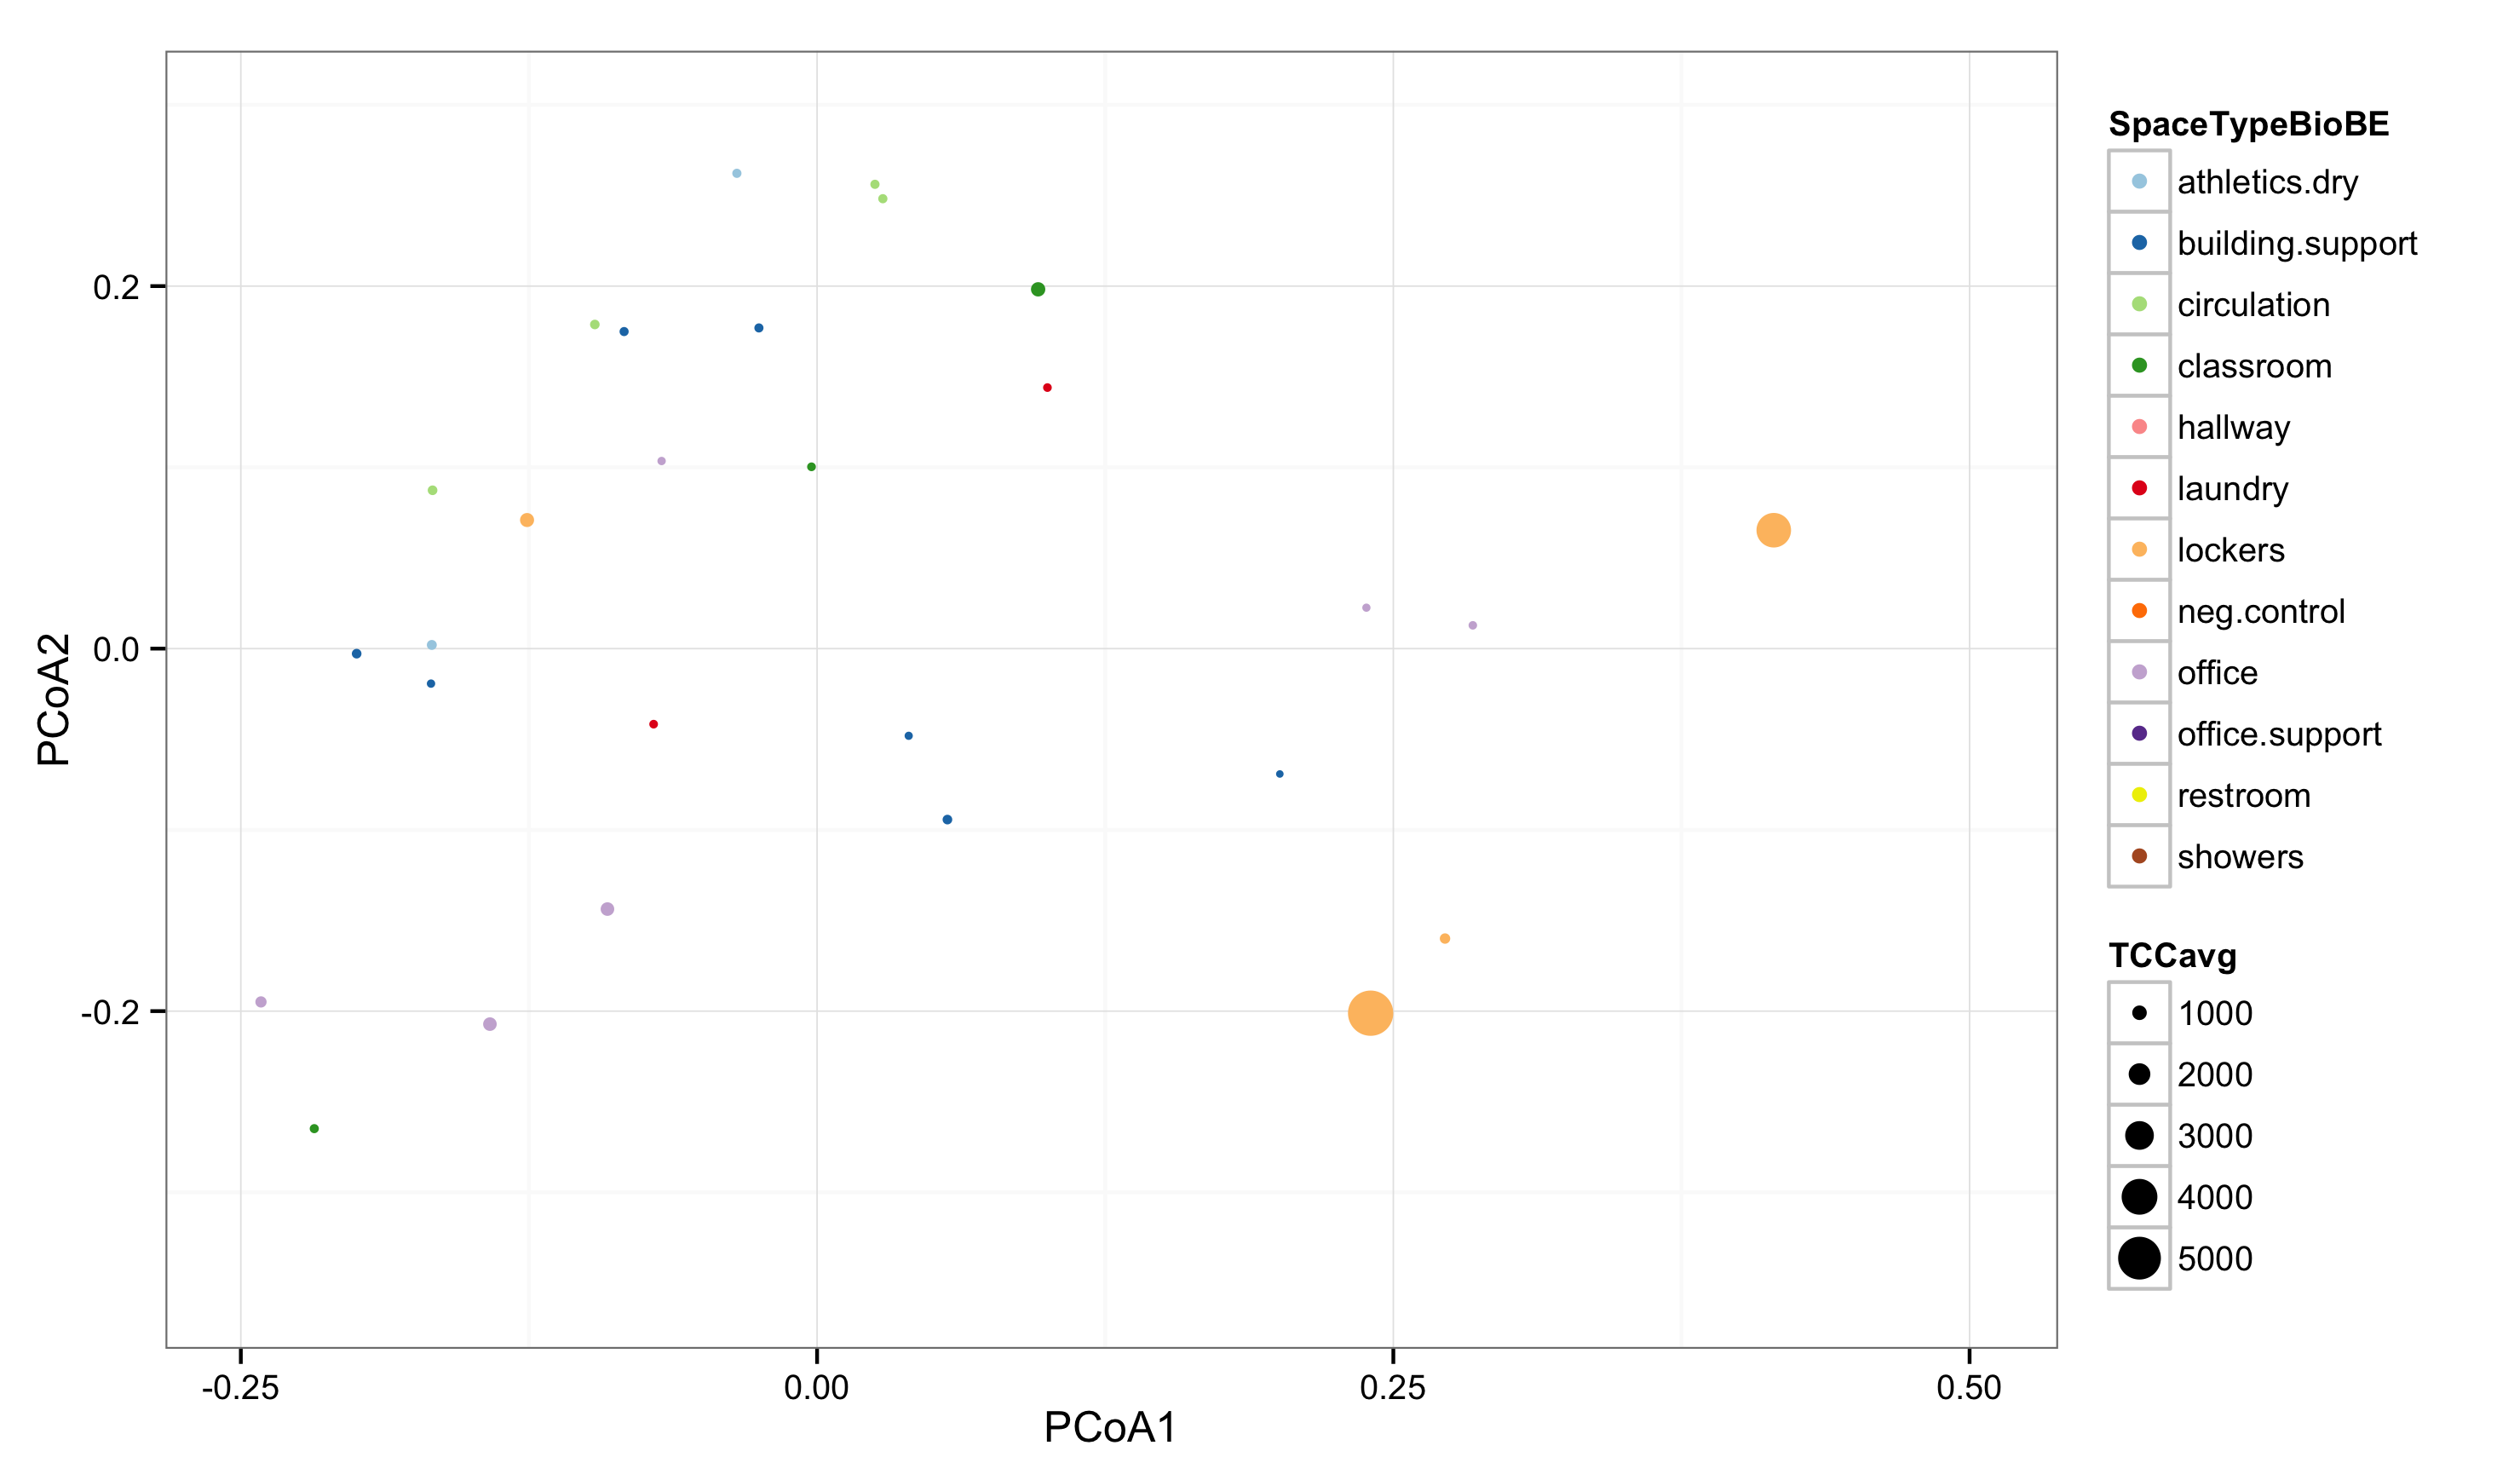 0.2
0.0
-0.2
PCoA2
-0.25
0.00
0.25
0.50
PCoA1
SpaceTypeBioBE
athletics.dry
building.support
circulation
classroom
hallway
laundry
lockers
neg.control
office
office.support
restroom
showers
TCCavg
1000
2000
3000
4000
5000